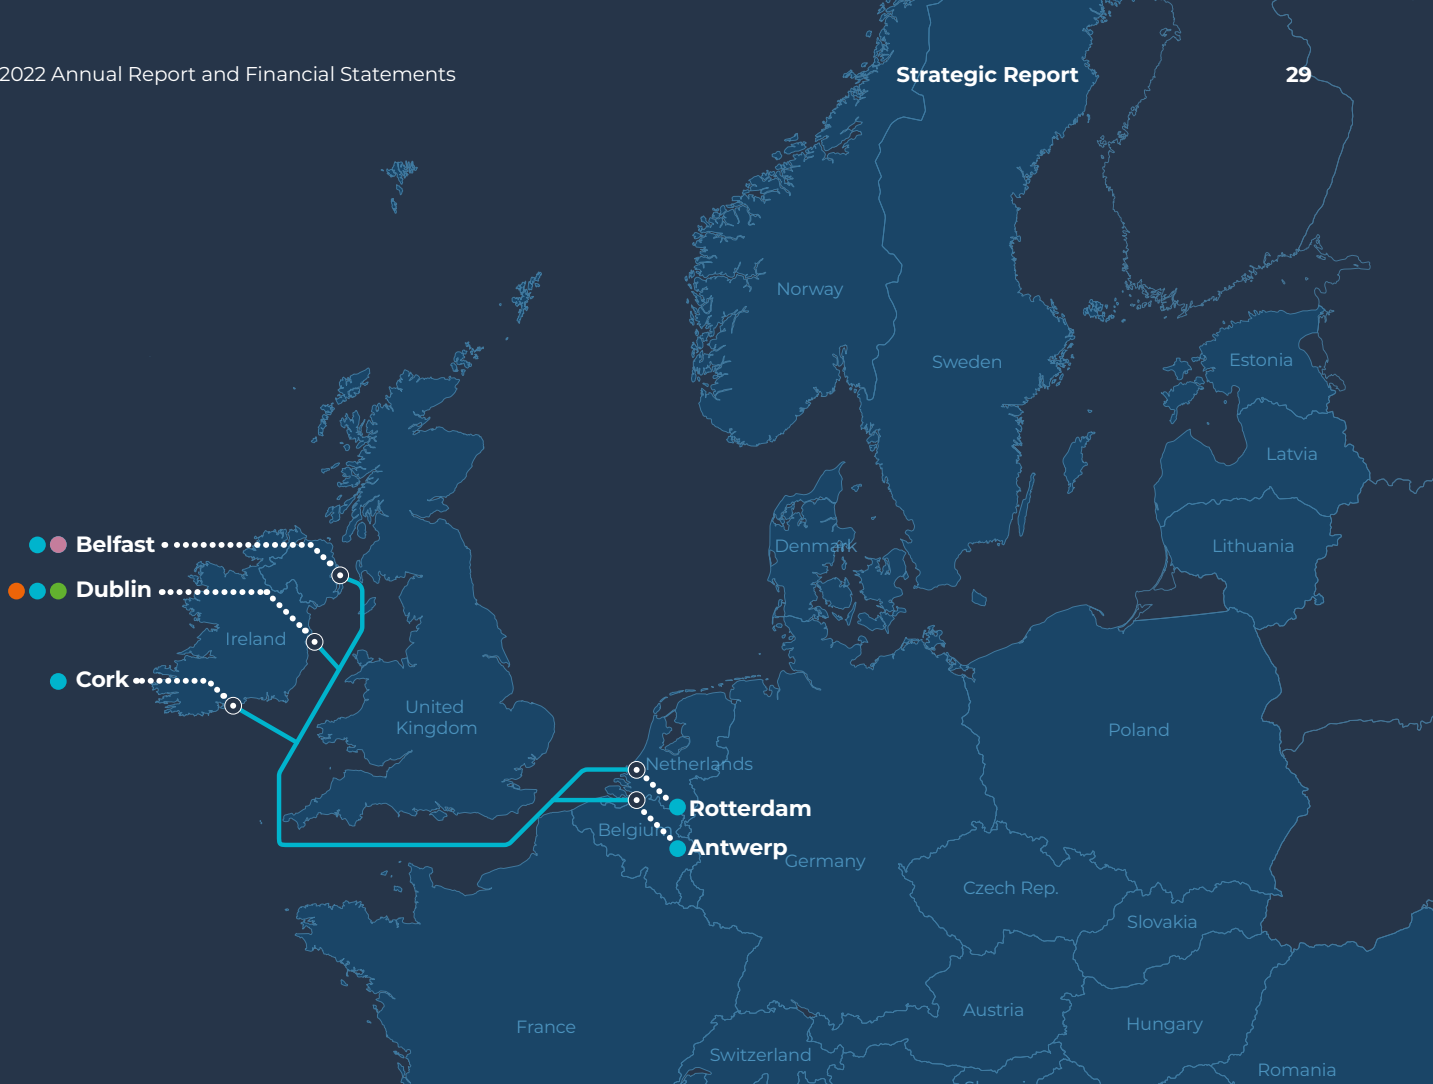 2022 Annual Report and Financial Statements
Strategic Report
29
Norway
Sweden
Estonia
Latvia
Belfast
Denmark
Lithuania
Dublin
Ireland
Cork
United
Kingdom
Poland
Netherlands
Rotterdam
Belgium
Antwerp
Germany
Czech Rep.
Slovakia
Austria
Hungary
France
Switzerland
Romania